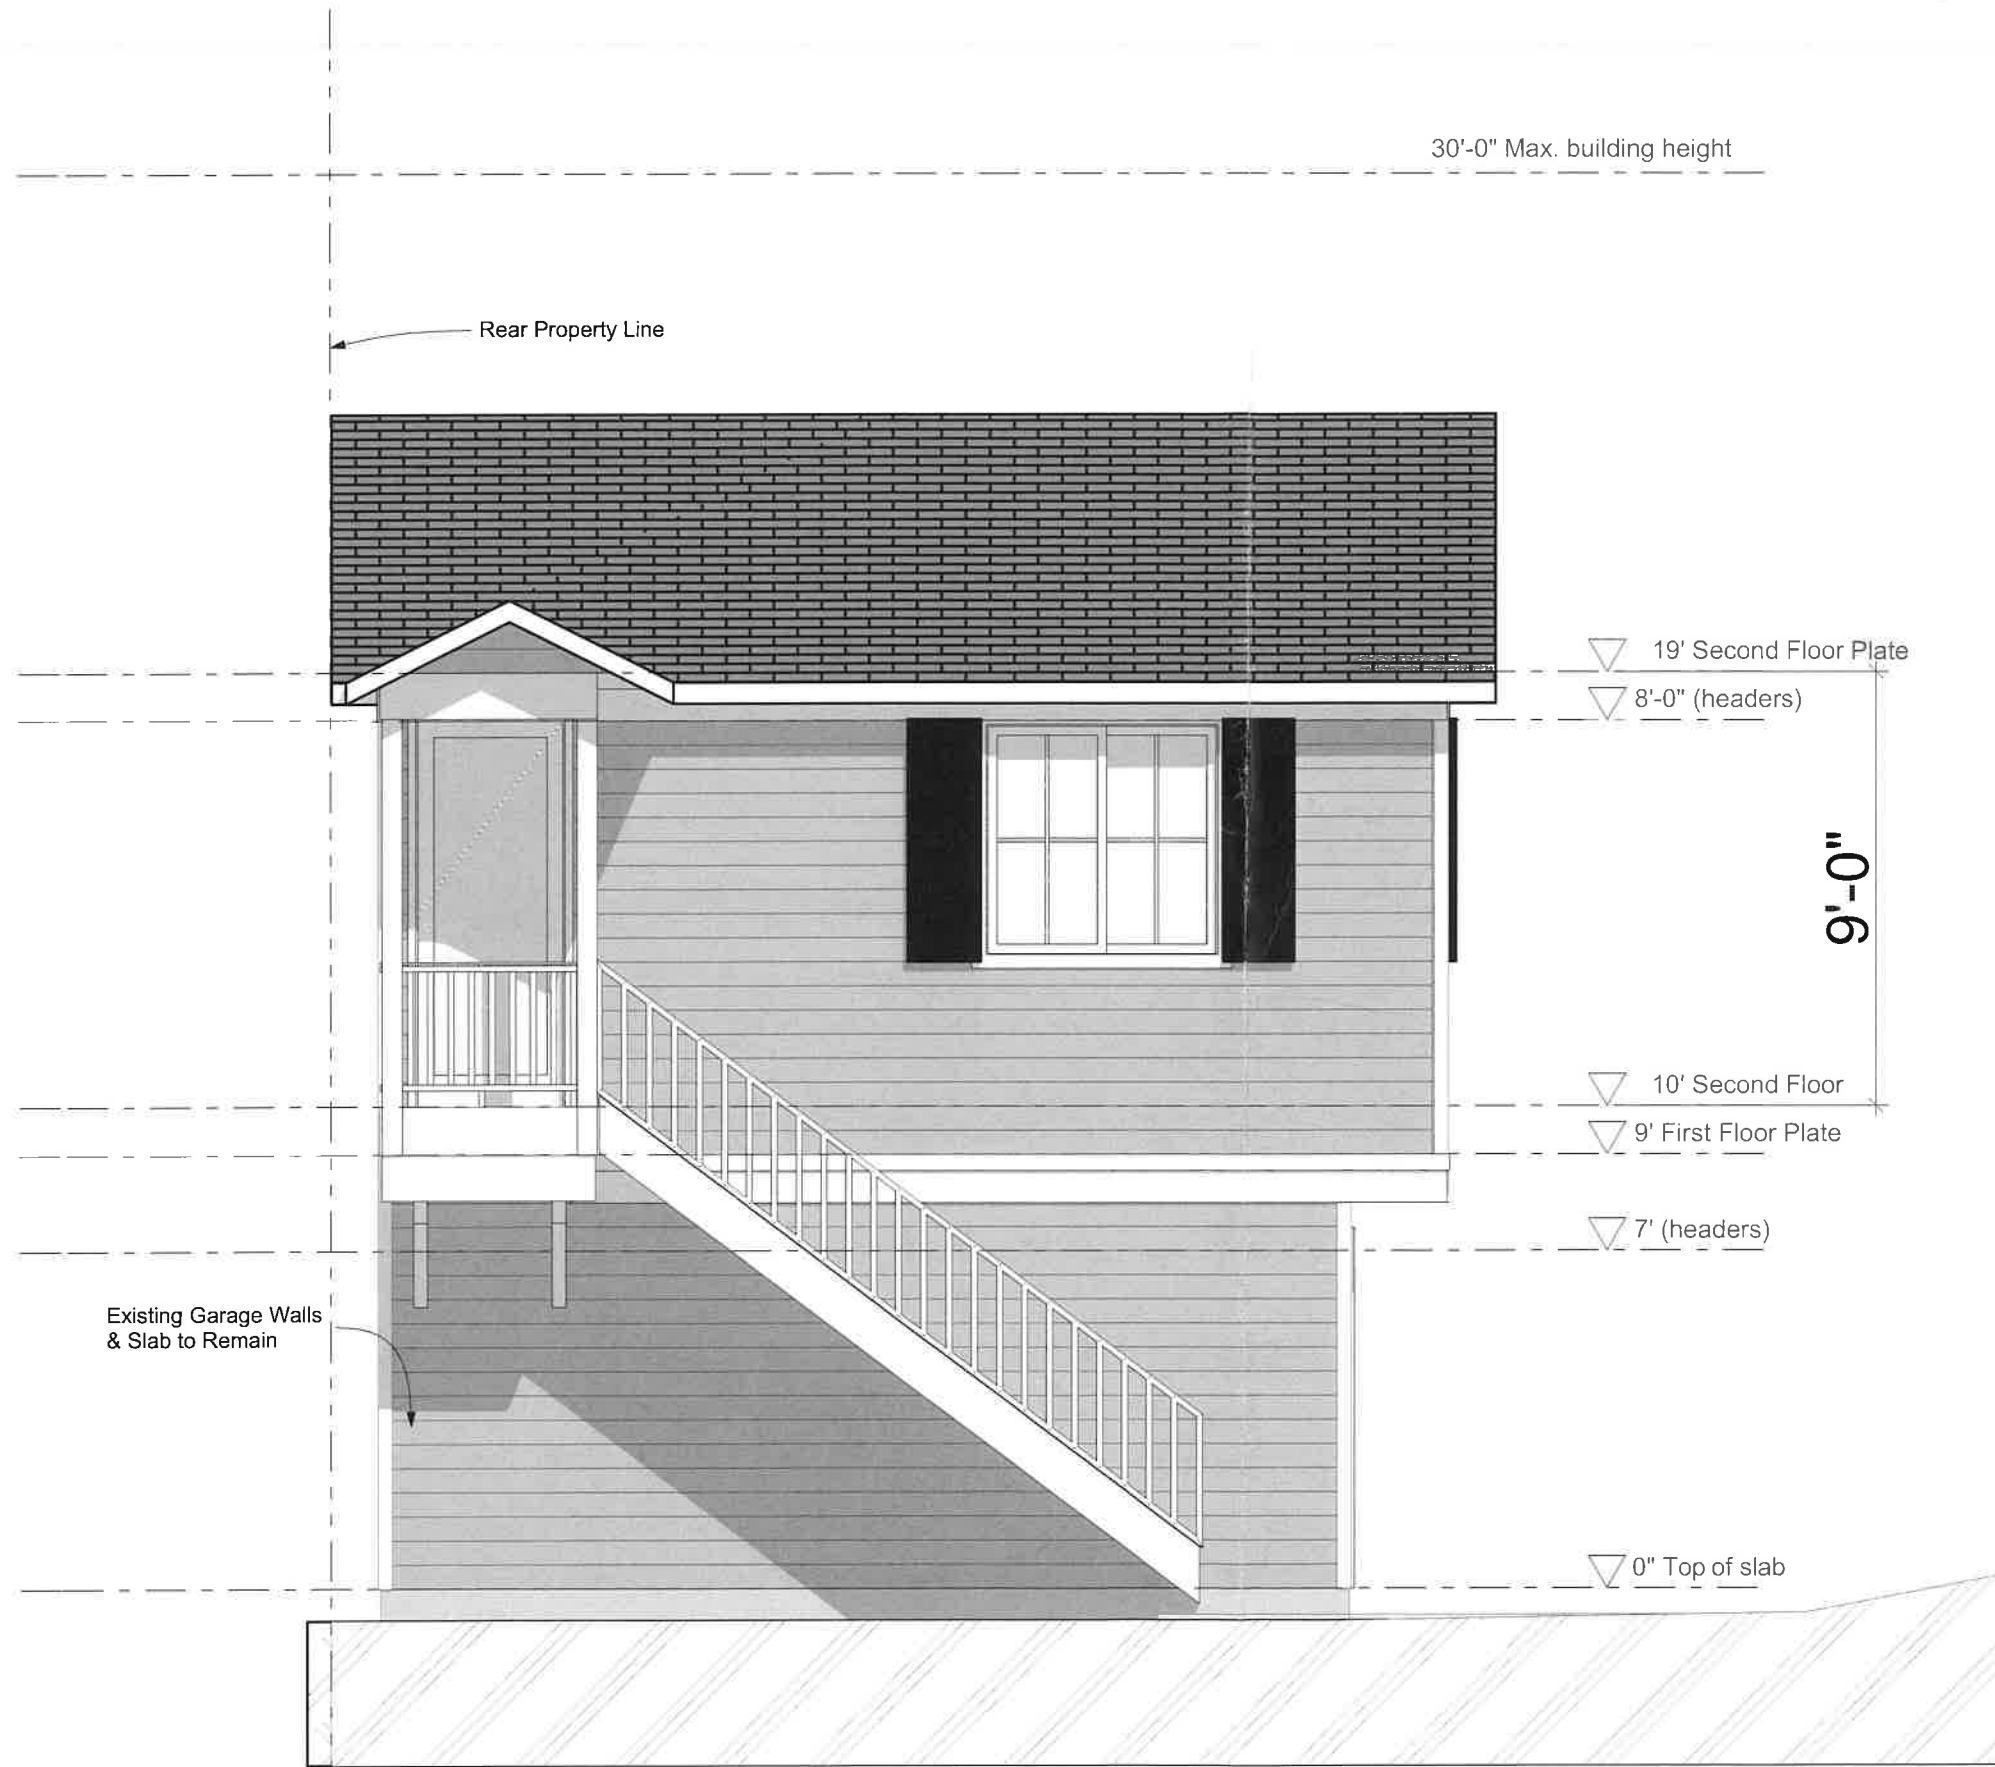 30'-0" Max. building height
Rear Property Line
19' Second Floor Plate
8'-0" (headers)
9'-0"
10' Second Floor
9' First Floor Plate
7' (headers)
Existing Garage Walls
& Slab to Remain
0" Top of slab